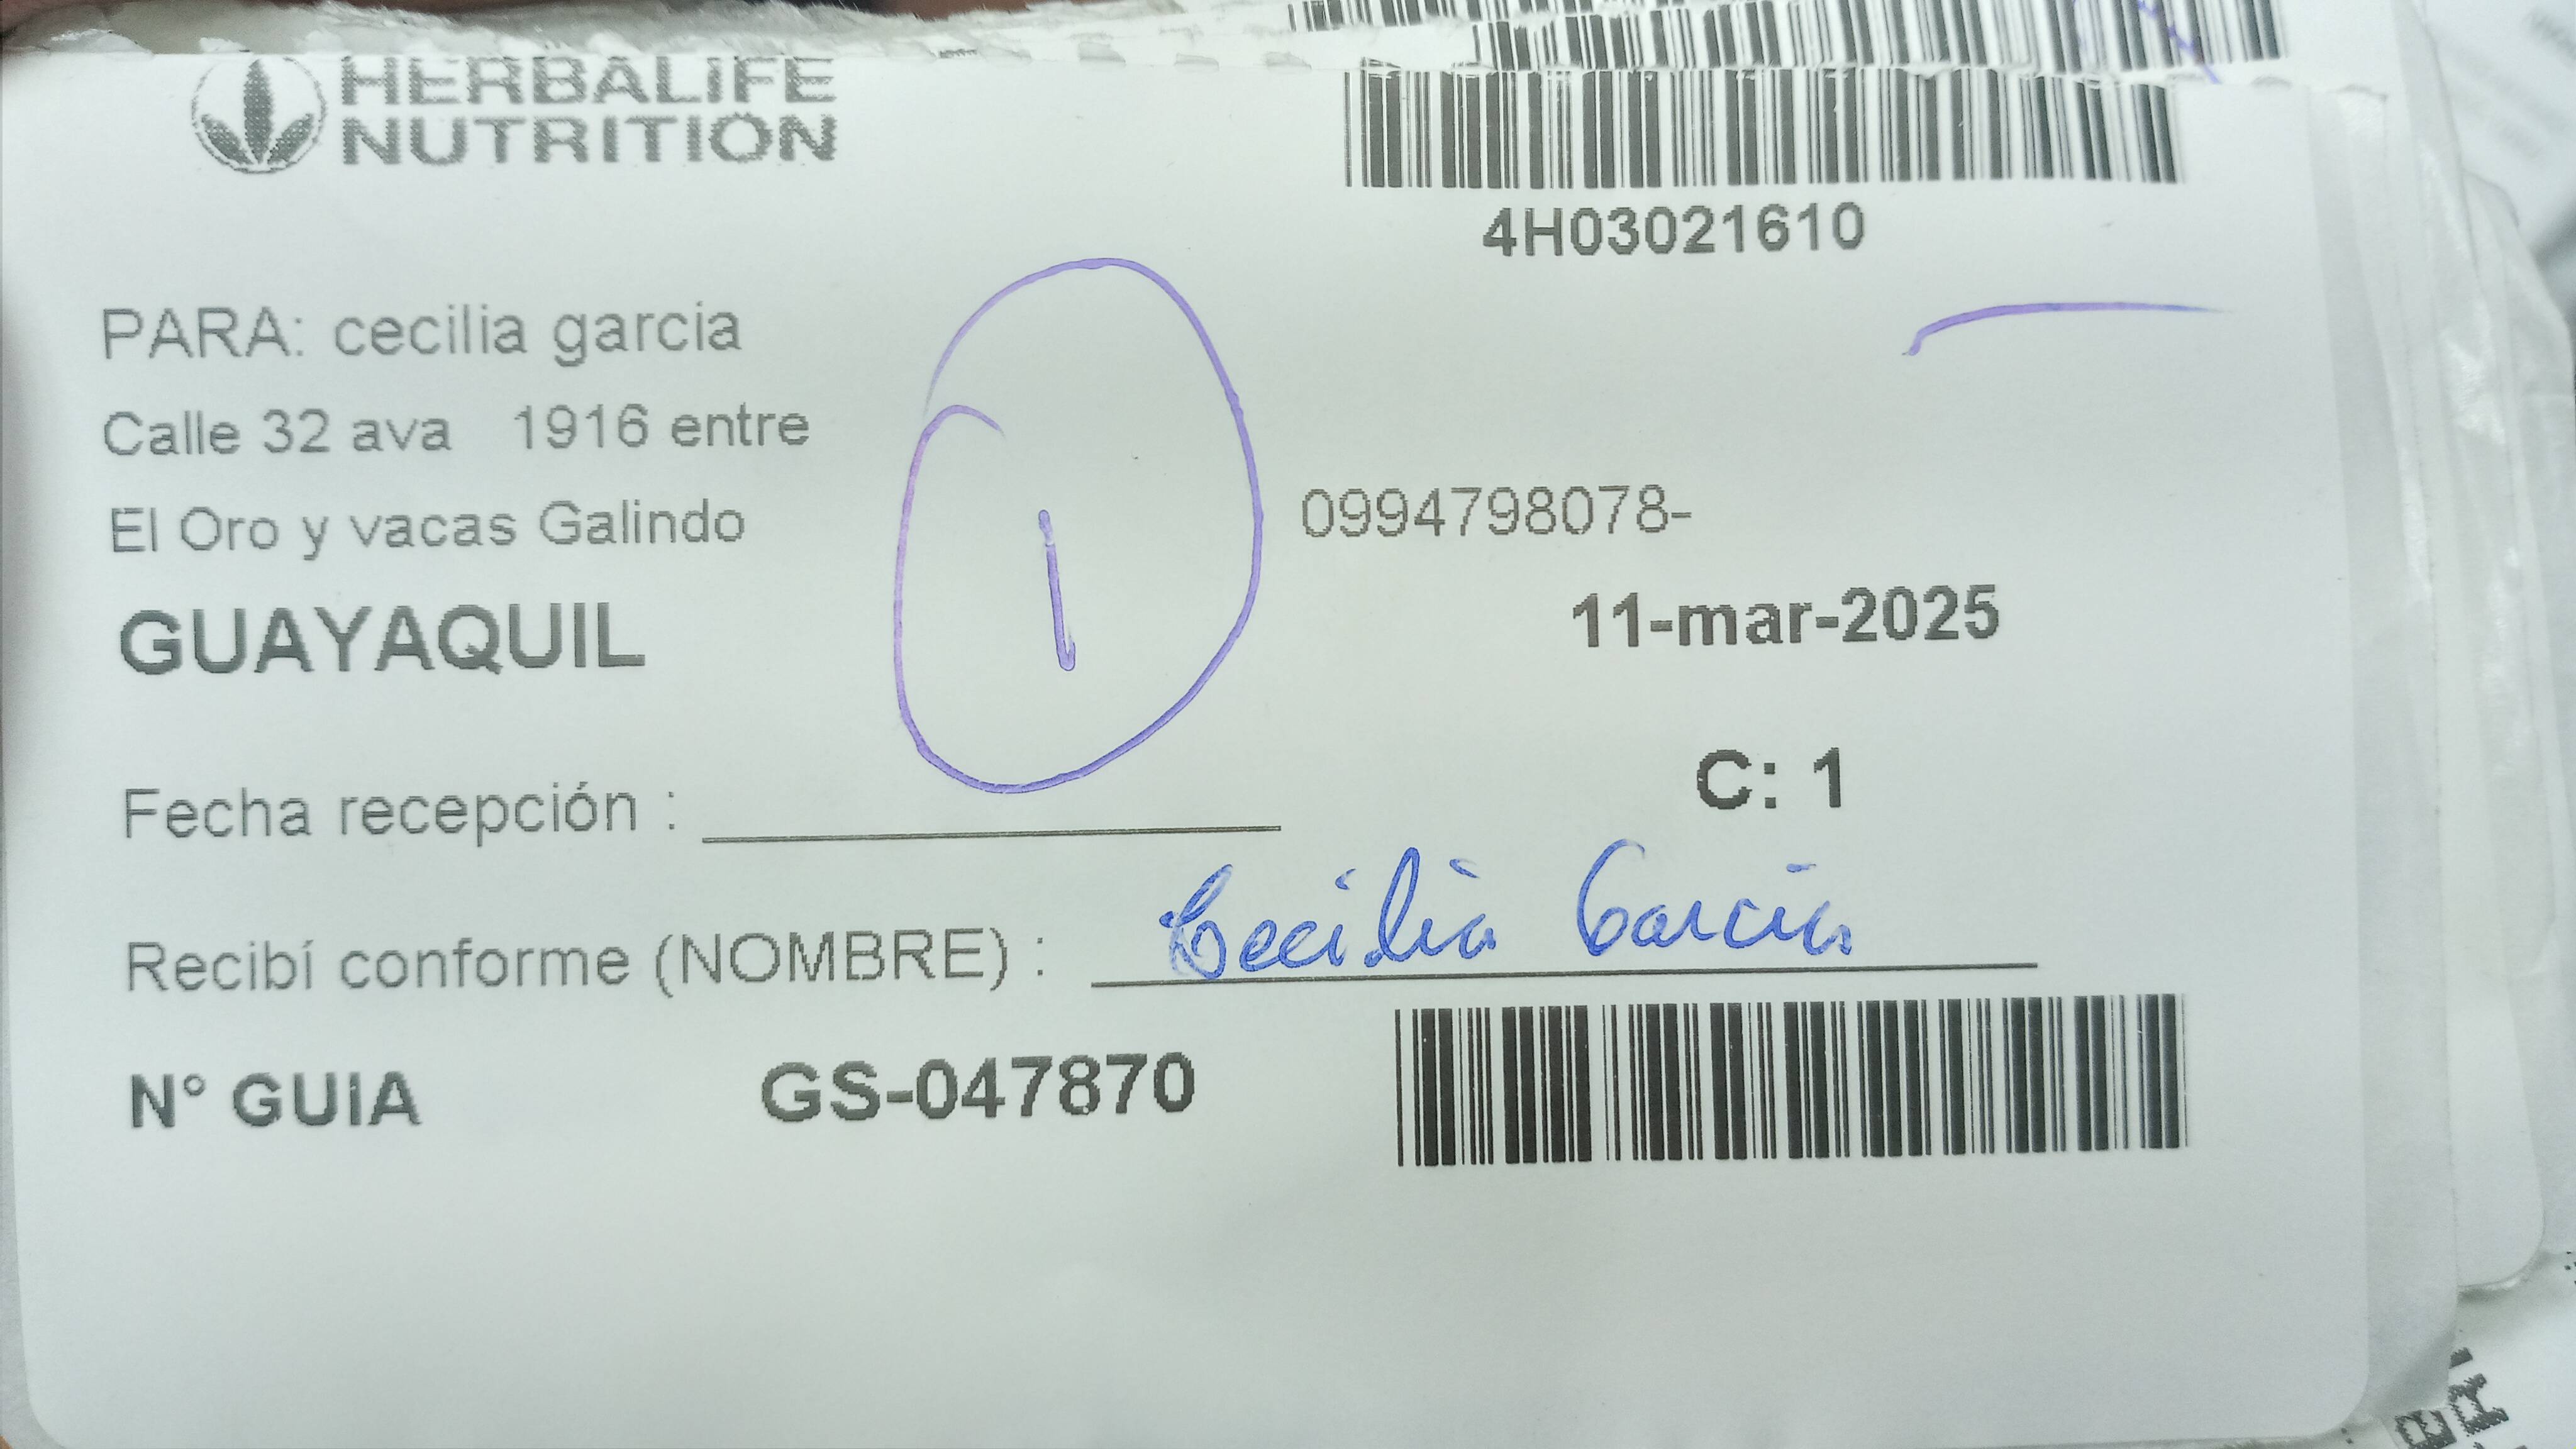 HERBALIFE
NUTRITION
4H03021610
PARA: cecilia garcia
Calle 32 ava 1916 entre
El Oro y vacas Galindo
0994798078-
GUAYAQUIL
1
11-mar-2025
C: 1
Fecha recepción :
Recibí conforme (NOMBRE) : Cecilia Garcia
N° GUIA GS-047870